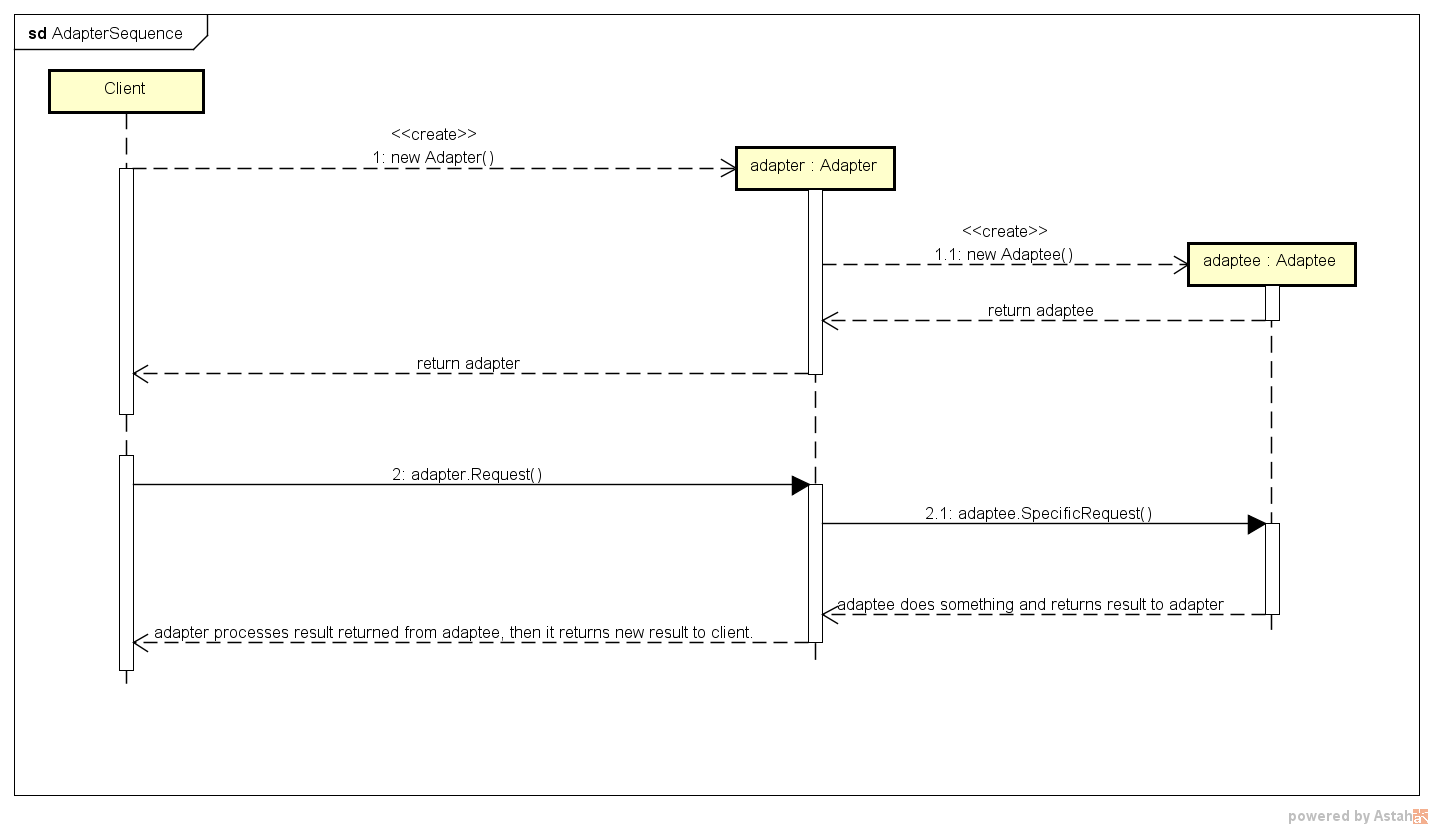 sd AdapterSequence
Client
<<create>>
1: new Adapter()
adapter : Adapter
<<create>>
1.1: new Adaptee()
adaptee : Adaptee
return adaptee
return adapter
2: adapter.Request()
2.1: adaptee.SpecificRequest()
adaptee does something and returns result to adapter
adapter processes result returned from adaptee, then it returns new result to client.
powered by Astah